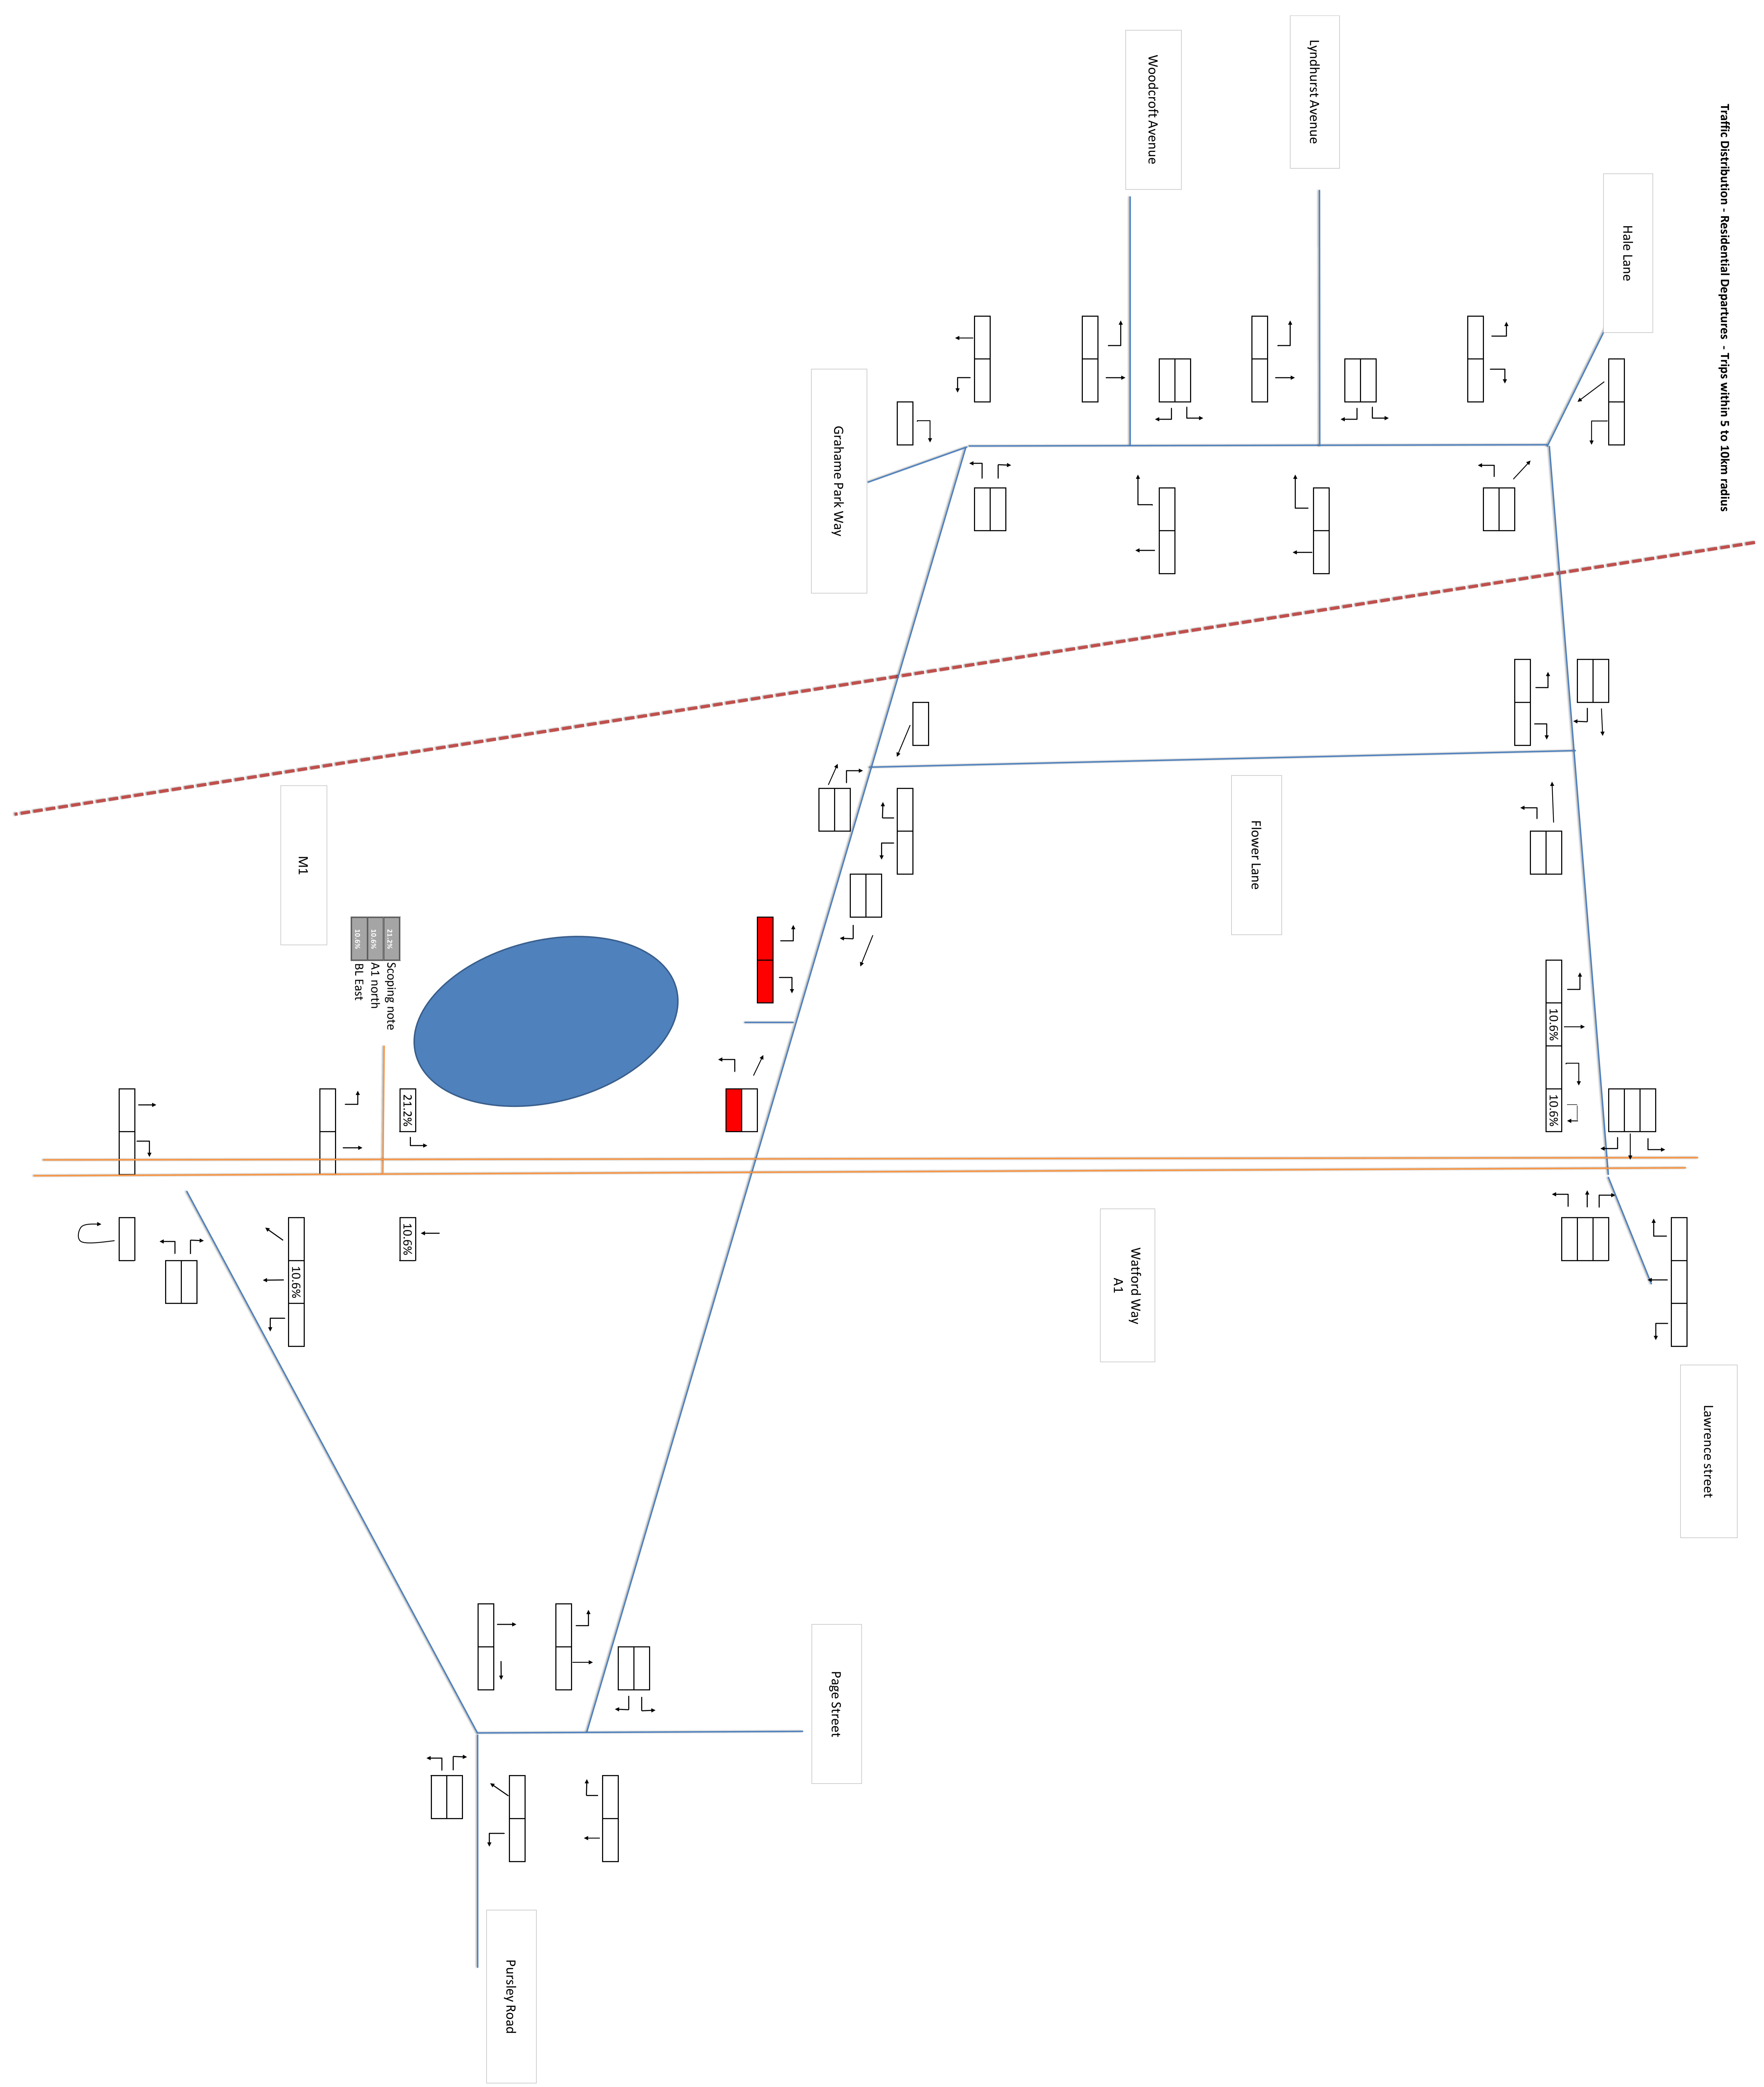 Traffic Distribution - Residential Departures - Trips within 5 to 10km radius
Hale Lane
Lyndhurst Avenue
Woodcroft Avenue
Grahame Park Way
Flower Lane
M1
10.6%
10.6%
21.2%
10.6%
10.6%
Scoping note
A1 north
BL East
21.2%
10.6%
10.6%
Watford Way
A1
Lawrence street
Page Street
Pursley Road